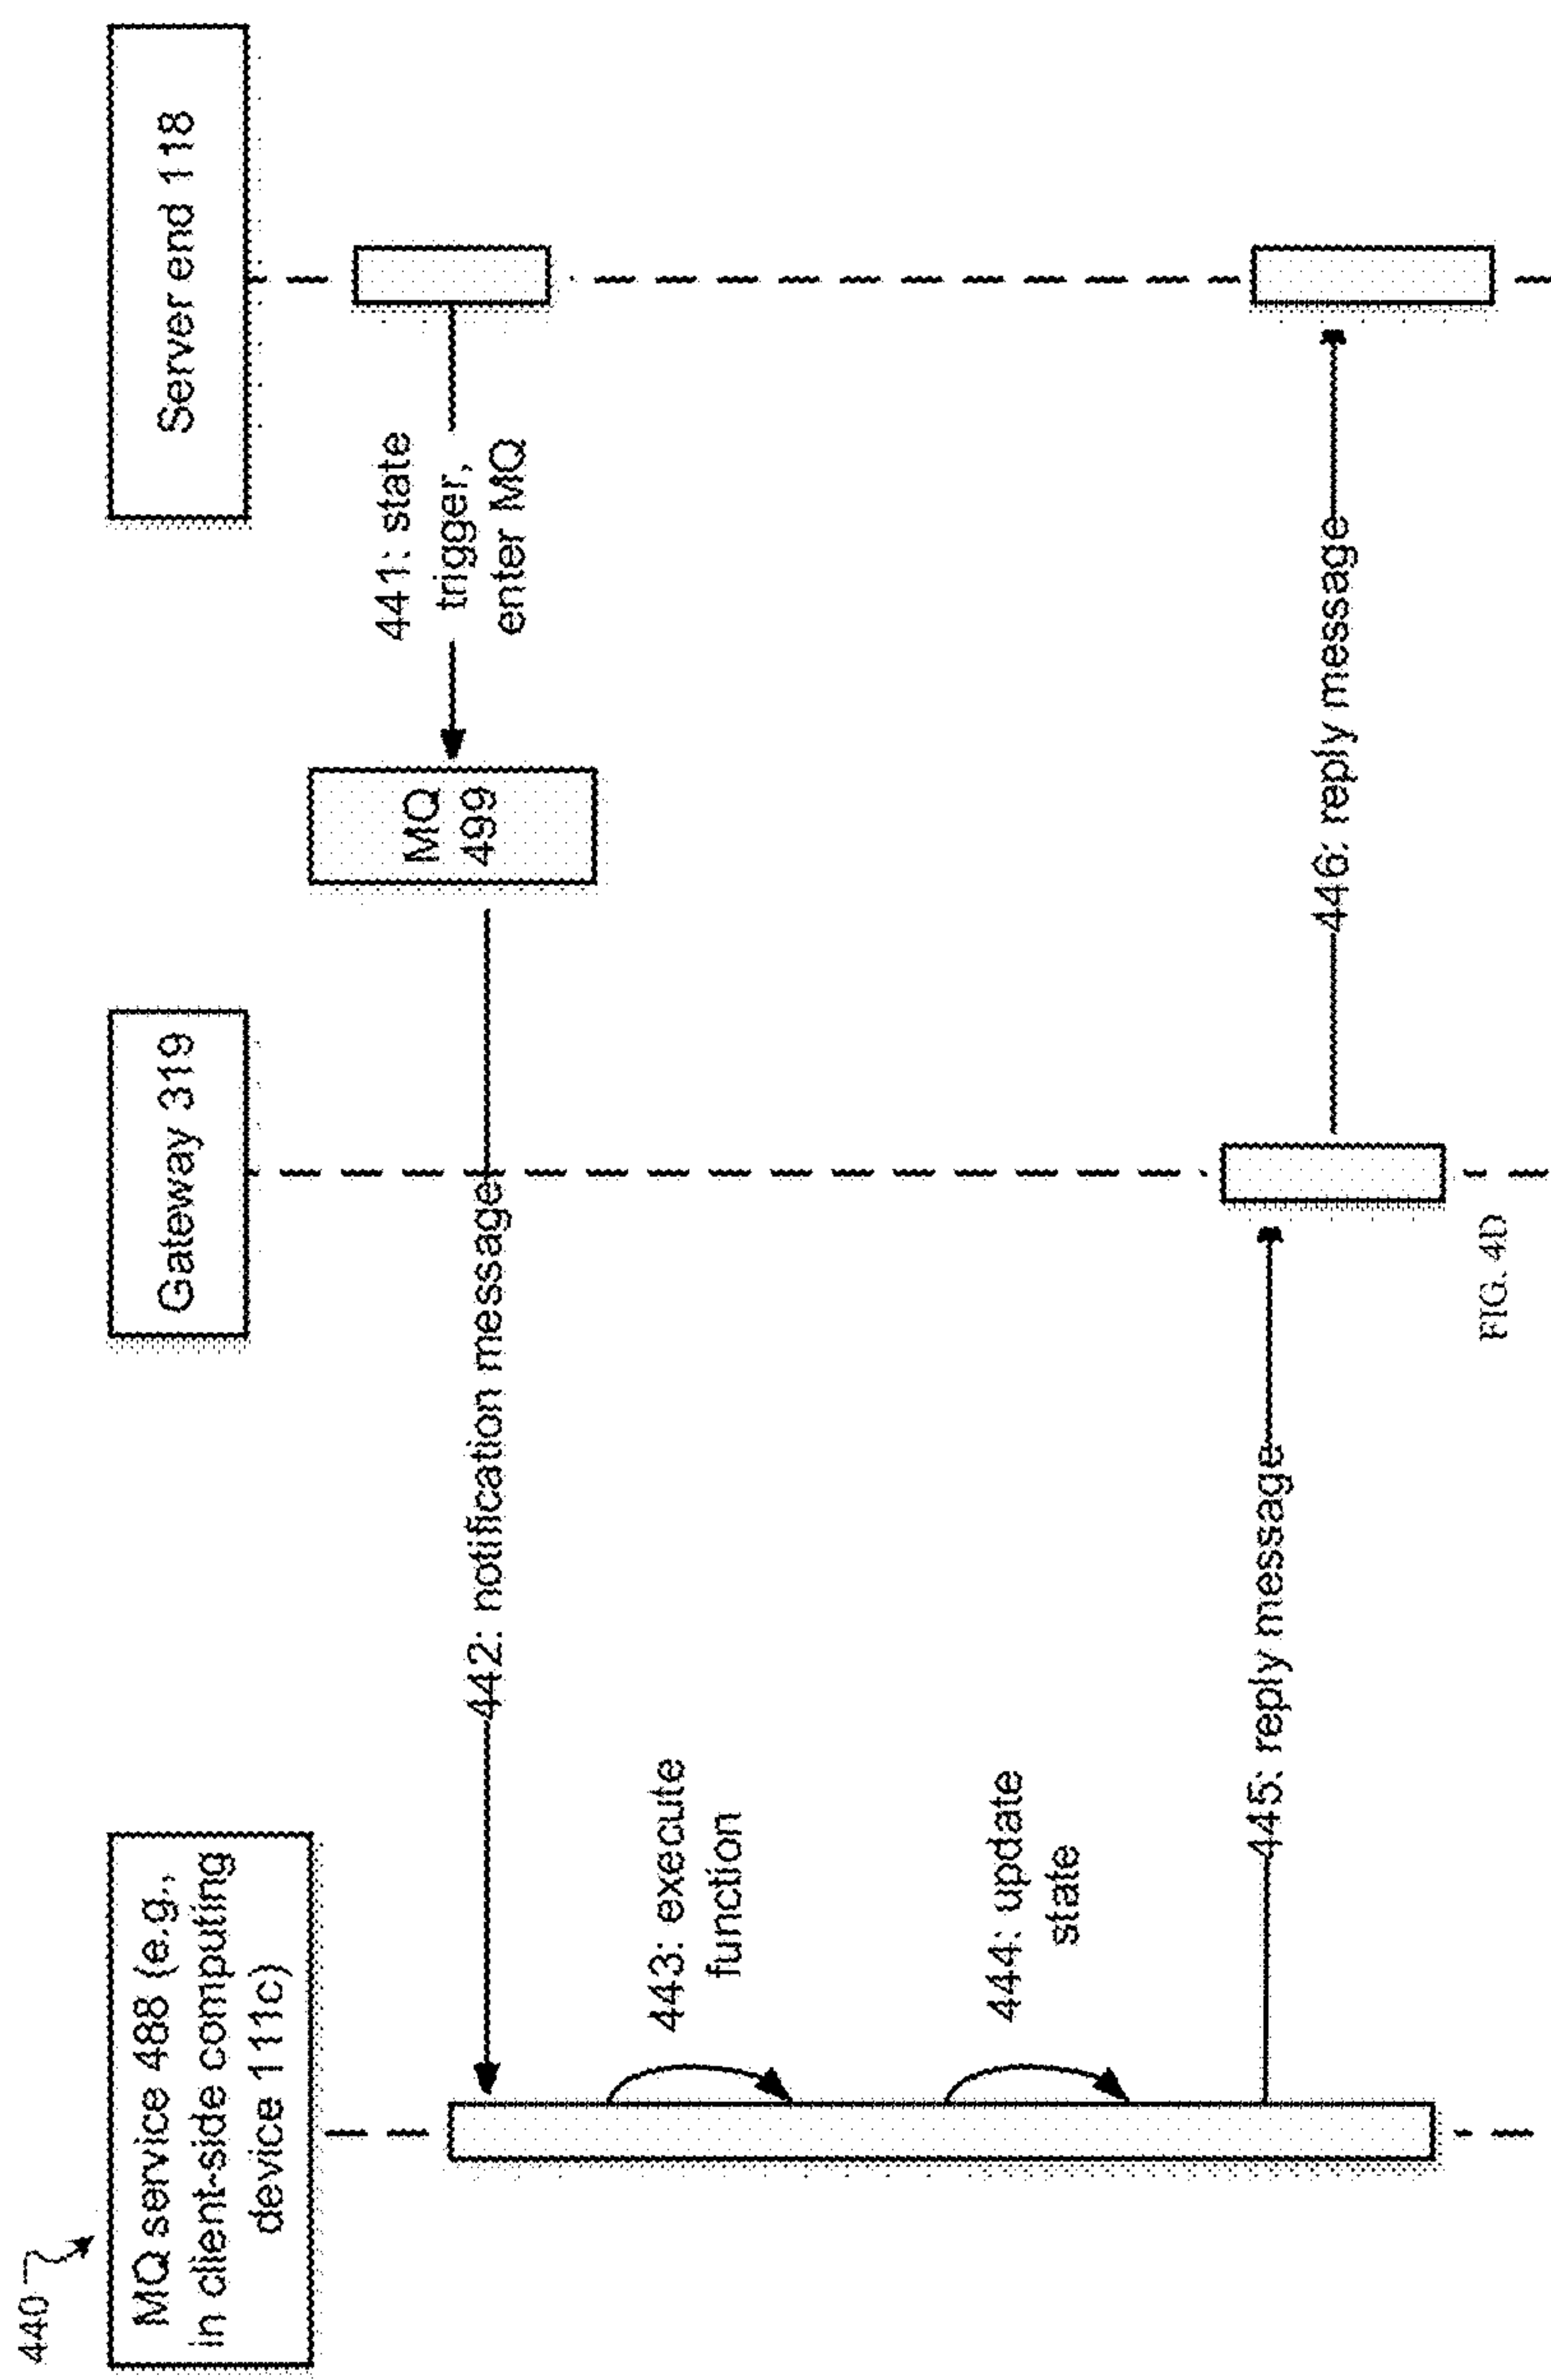 440
MQ service 488 (e.g.,
in client-side computing
device 111c)
Gateway 319
Server end 118
441: state
trigger,
enter MQ
MQ
499
442: notification message
443: execute
function
444: update
state
445: reply message
446: reply message
FIG. 4D